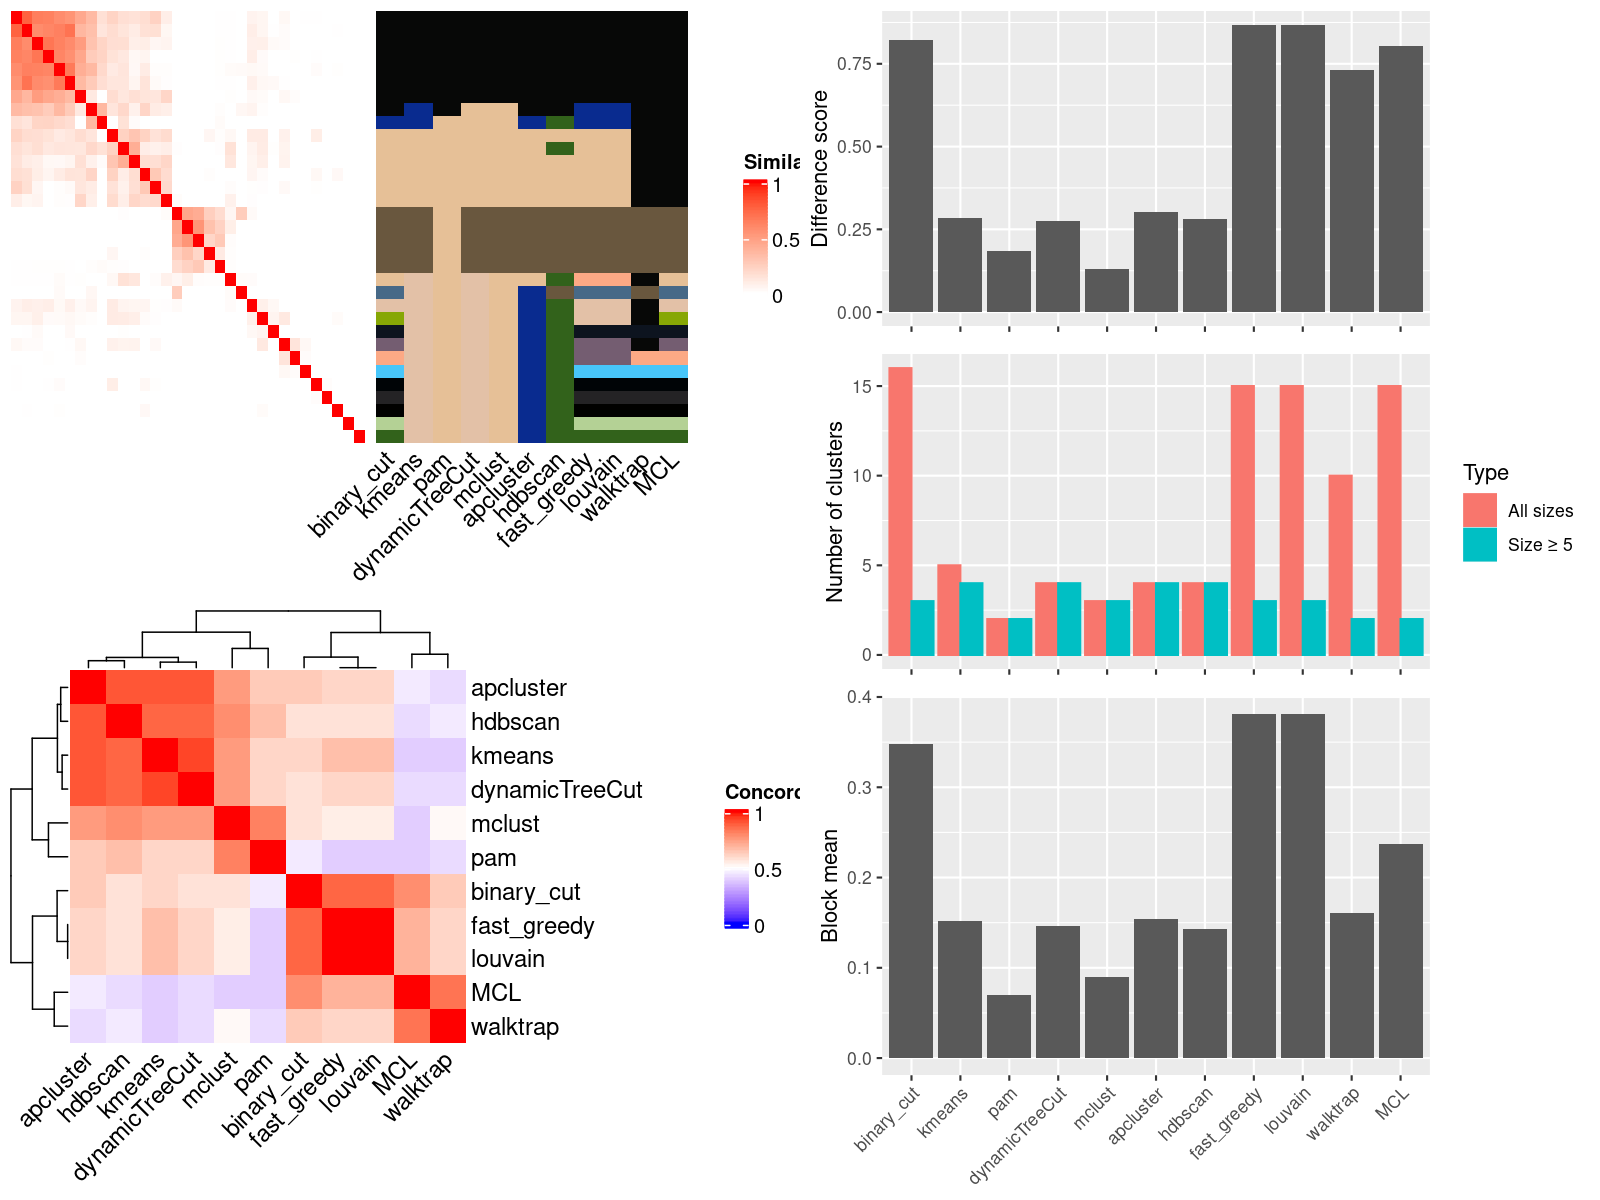 Simila
1
0.5
0
binary_cut
kmeans
pam
dynamicTreeCut
mclust
apcluster
hdbscan
fast_greedy
louvain
walktrap
MCL
Difference score
0.75
0.50
0.25
0.00
Number of clusters
15
10
5
0
Type
All sizes
Size ≥ 5
apcluster
hdbscan
kmeans
dynamicTreeCut
mclust
pam
binary_cut
fast_greedy
louvain
MCL
walktrap
Concord
1
0.5
0
apcluster
hdbscan
kmeans
dynamicTreeCut
mclust
pam
binary_cut
fast_greedy
louvain
MCL
walktrap
Block mean
0.4
0.3
0.2
0.1
0.0
binary_cut
kmeans
pam
dynamicTreeCut
mclust
apcluster
hdbscan
fast_greedy
louvain
walktrap
MCL